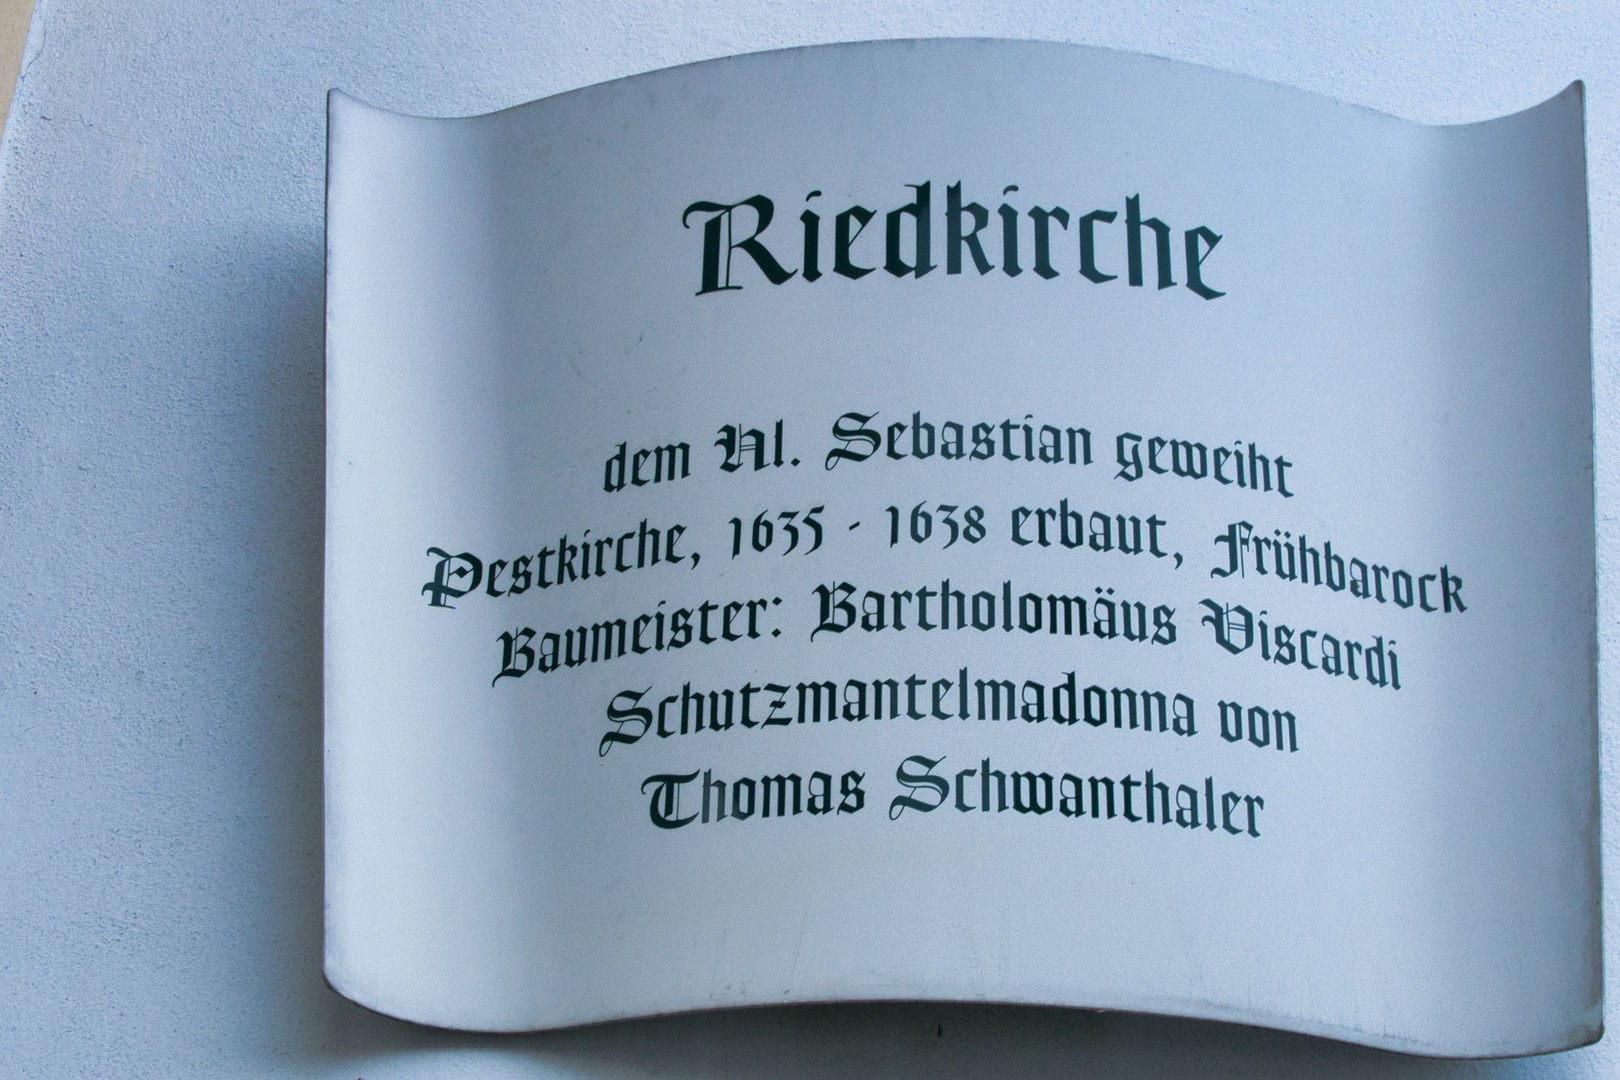 Riedkirche
dem Hl. Sebastian geweiht
Pestkirche, 1635 - 1638 erbaut, Frühbarock
Baumeister: Bartholomäus Viscardi
Schutzmantelmadonna von
Thomas Schwanthaler